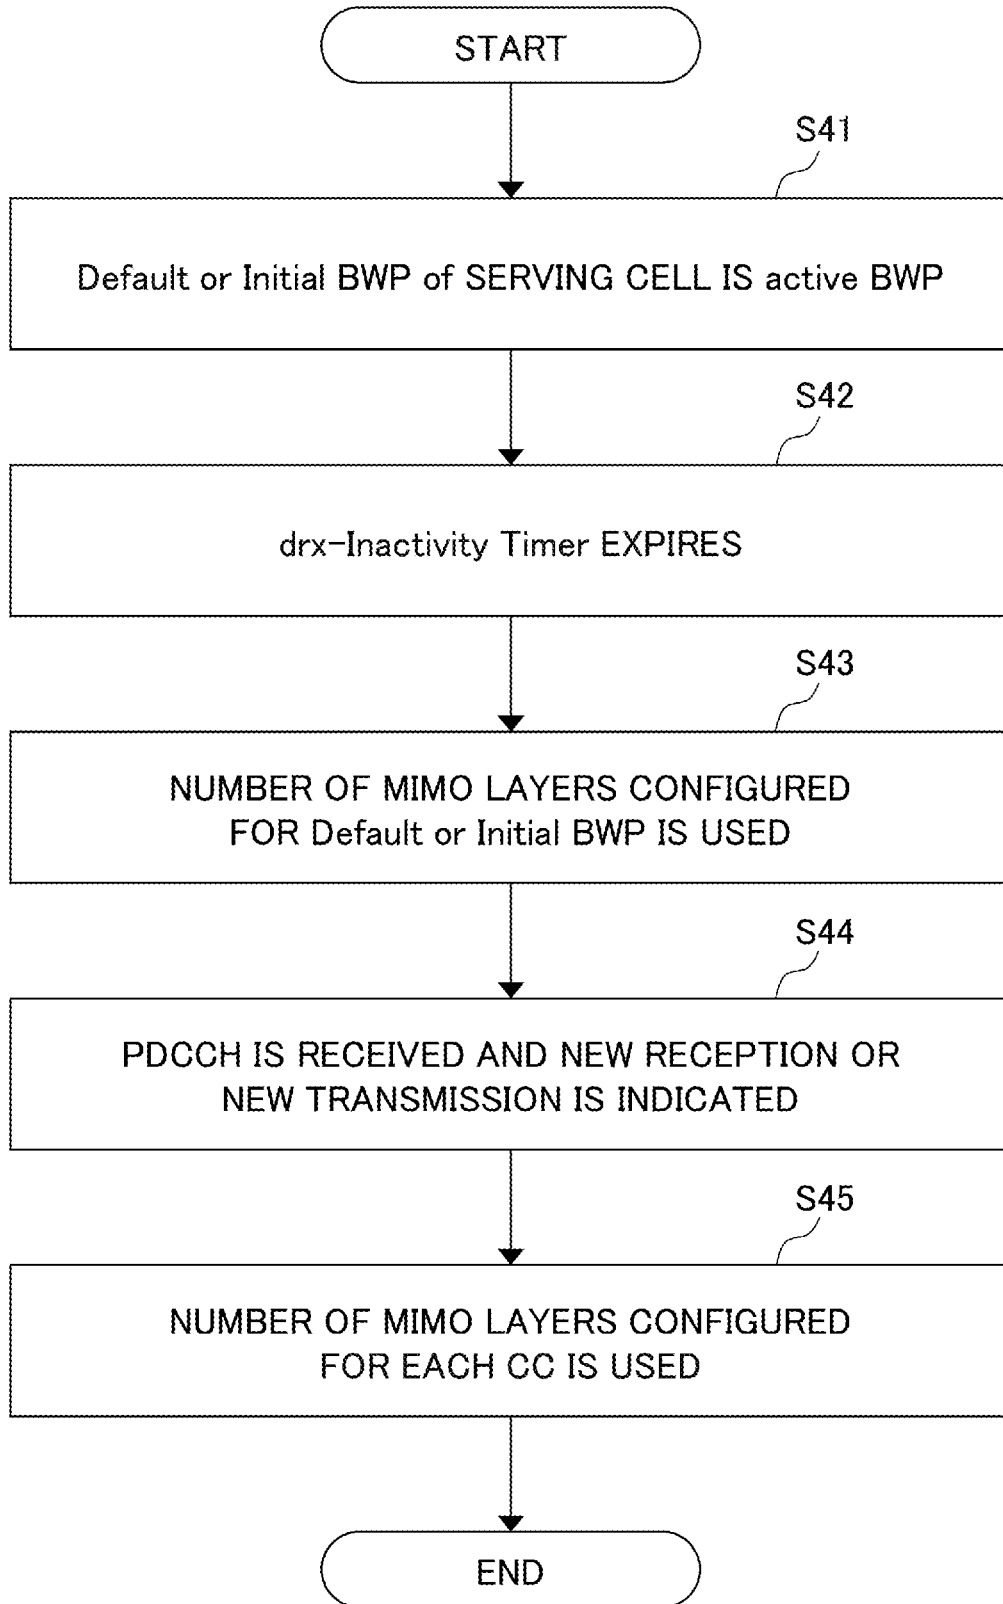 START
S41
Default or Initial BWP of SERVING CELL IS active BWP
S42
drx-Inactivity Timer EXPIRES
S43
NUMBER OF MIMO LAYERS CONFIGURED
FOR Default or Initial BWP IS USED
S44
PDCCH IS RECEIVED AND NEW RECEPTION OR
NEW TRANSMISSION IS INDICATED
S45
NUMBER OF MIMO LAYERS CONFIGURED
FOR EACH CC IS USED
END